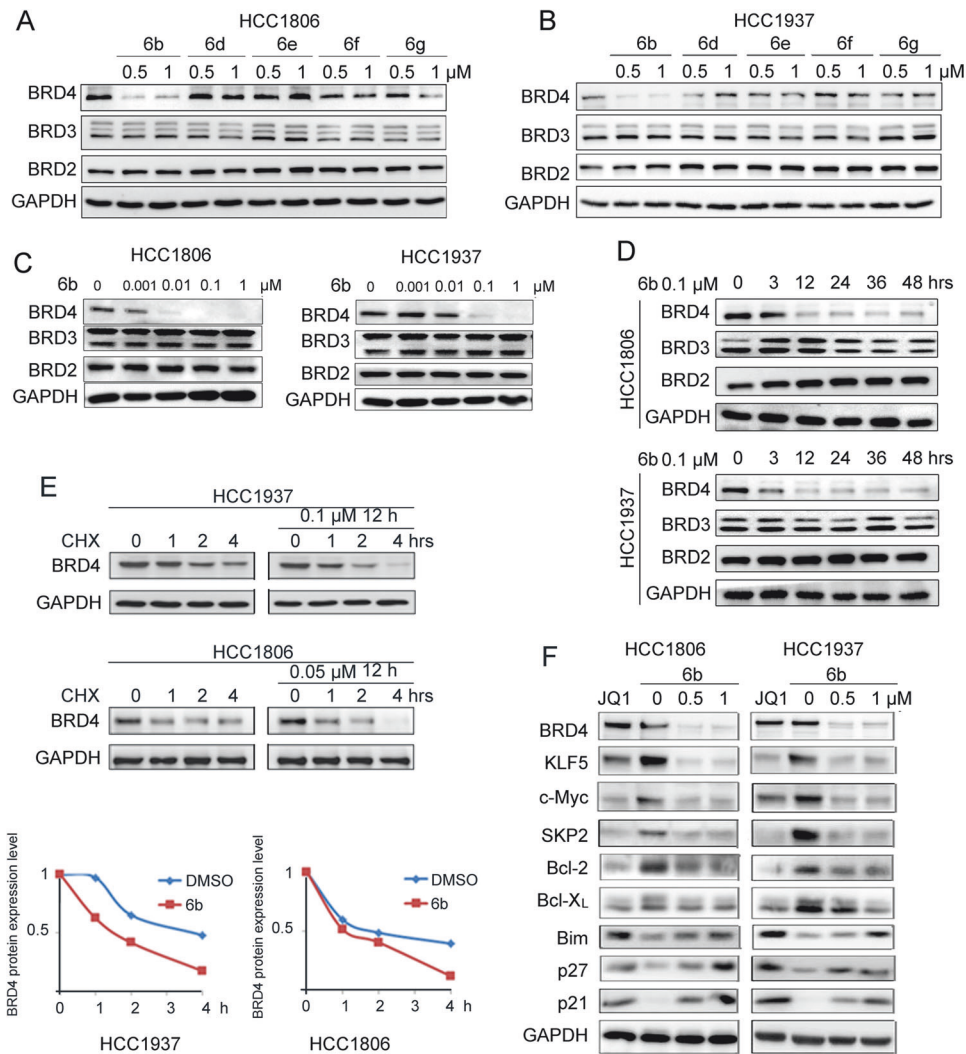 A
HCC1806
6b 6d 6e 6f 6g
0.5 1 0.5 1 0.5 1 0.5 1 0.5 1 µM
BRD4
BRD3
BRD2
GAPDH
B
HCC1937
6b 6d 6e 6f 6g
0.5 1 0.5 1 0.5 1 0.5 1 0.5 1 µM
BRD4
BRD3
BRD2
GAPDH
C
HCC1806
6b 0 0.001 0.01 0.1 1 µM
BRD4
BRD3
BRD2
GAPDH
HCC1937
6b 0 0.001 0.01 0.1 1 µM
BRD4
BRD3
BRD2
GAPDH
D
6b 0.1 µM 0 3 12 24 36 48 hrs
HCC1806
BRD4
BRD3
BRD2
GAPDH
6b 0.1 µM 0 3 12 24 36 48 hrs
HCC1937
BRD4
BRD3
BRD2
GAPDH
E
HCC1937
0.1 µM 12 h
CHX 0 1 2 4 0 1 2 4 hrs
BRD4
GAPDH
HCC1806
0.05 µM 12 h
CHX 0 1 2 4 0 1 2 4 hrs
BRD4
GAPDH
BRD4 protein expression level
1
0.5
DMSO
6b
0 1 2 3 4 h
HCC1937
BRD4 protein expression level
1
0.5
DMSO
6b
0 1 2 3 4 h
HCC1806
F
HCC1806 HCC1937
6b 6b
JQ1 0 0.5 1 JQ1 0 0.5 1 µM
BRD4
KLF5
c-Myc
SKP2
Bcl-2
Bcl-XL
Bim
p27
p21
GAPDH